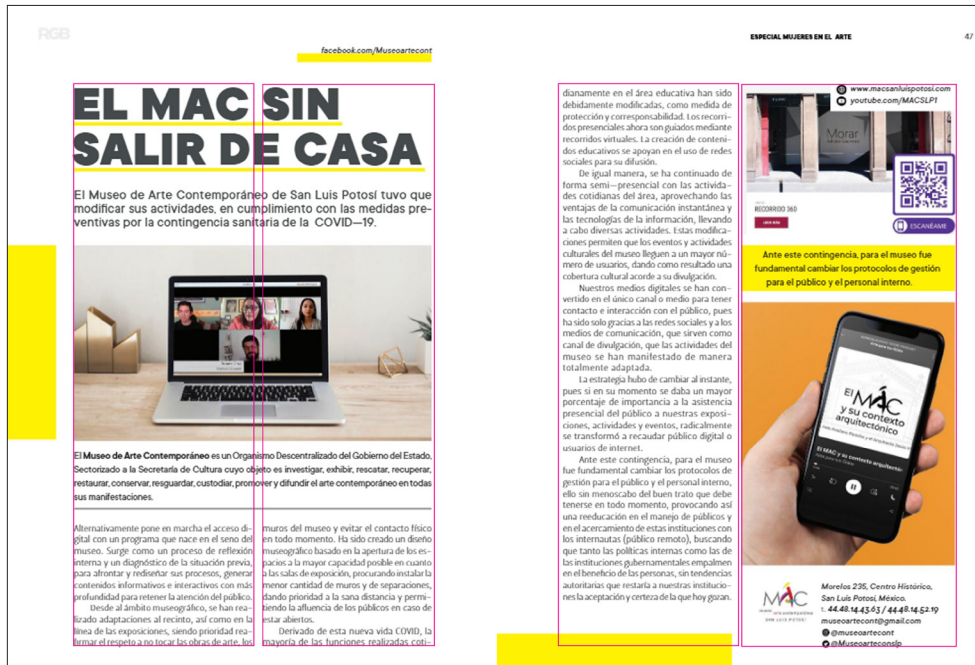 RGB
facebook.com/Museoartecont
EL MAC SIN
SALIR DE CASA
El Museo de Arte Contemporáneo de San Luis Potosí tuvo que
modificar sus actividades, en cumplimiento con las medidas pre-
ventivas por la contingencia sanitaria de la COVID—19.
El Museo de Arte Contemporáneo es un Organismo Descentralizado del Gobierno del Estado,
Sectorizado a la Secretaría de Cultura cuyo objeto es investigar, exhibir, rescatar, recuperar,
restaurar, conservar, resguardar, custodiar, promover y difundir el arte contemporáneo en todas
sus manifestaciones.
Alternativamente pone en marcha el acceso di-
gital con un programa que nace en el seno del
museo. Surge como un proceso de reflexión
interna y un diagnóstico de la situación previa,
para afrontar y rediseñar sus procesos, generar
contenidos informativos e interactivos con más
profundidad para retener la atención del público.
Desde al ámbito museográfico, se han rea-
lizado adaptaciones al recinto, así como en la
línea de las exposiciones, siendo prioridad rea-
firmar el respeto a no tocar las obras de arte, los
muros del museo y evitar el contacto físico
en todo momento. Ha sido creado un diseño
museográfico basado en la apertura de los es-
pacios a la mayor capacidad posible en cuanto
a las salas de exposición, procurando instalar la
menor cantidad de muros y de separaciones,
dando prioridad a la sana distancia y permi-
tiendo la afluencia de los públicos en caso de
estar abiertos.
Derivado de esta nueva vida COVID, la
mayoría de las funciones realizadas coti-
ESPECIAL MUJERES EN EL ARTE
47
dianamente en el área educativa han sido
debidamente modificadas, como medida de
protección y corresponsabilidad. Los recorri-
dos presenciales ahora son guiados mediante
recorridos virtuales. La creación de conteni-
dos educativos se apoyan en el uso de redes
sociales para su difusión.
De igual manera, se ha continuado de
forma semi—presencial con las activida-
des cotidianas del área, aprovechando las
ventajas de la comunicación instantánea y
las tecnologías de la información, llevando
a cabo diversas actividades. Estas modifica-
ciones permiten que los eventos y actividades
culturales del museo lleguen a un mayor nú-
mero de usuarios, dando como resultado una
cobertura cultural acorde a su divulgación.
Nuestros medios digitales se han con-
vertido en el único canal o medio para tener
contacto e interacción con el público, pues
ha sido solo gracias a las redes sociales y a los
medios de comunicación, que sirven como
canal de divulgación, que las actividades del
museo se han manifestado de manera
totalmente adaptada.
La estrategia hubo de cambiar al instante,
pues si en su momento se daba un mayor
porcentaje de importancia a la asistencia
presencial del público a nuestras exposi-
ciones, actividades y eventos, radicalmente
se transformó a recaudar público digital o
usuarios de internet.
Ante este contingencia, para el museo
fue fundamental cambiar los protocolos de
gestión para el público y el personal interno,
ello sin menoscabo del buen trato que debe
tenerse en todo momento, provocando así
una reeducación en el manejo de públicos y
en el acercamiento de estas instituciones con
los internautas (público remoto), buscando
que tanto las políticas internas como las de
las instituciones gubernamentales empalmen
en el beneficio de las personas, sin tendencias
autoritarias que restaría a nuestras institucio-
nes la aceptación y certeza de la que hoy gozan.
www.macsanluispotosi.com
youtube.com/MACSLP1
Morar
RECORRIDO 360
ESCANÉAME
Ante este contingencia, para el museo fue
fundamental cambiar los protocolos de gestión
para el público y el personal interno.
El MÁC
y su contexto
arquitectónico
El MAC y su contexto arquitectón
MÁC
SAN LUIS POTOSÍ
Morelos 235, Centro Histórico,
San Luis Potosí, México.
t. 44.48.14.43.63 / 44.48.14.52.19
museoartecont@gmail.com
@museoartecont
@Museoarteconslp